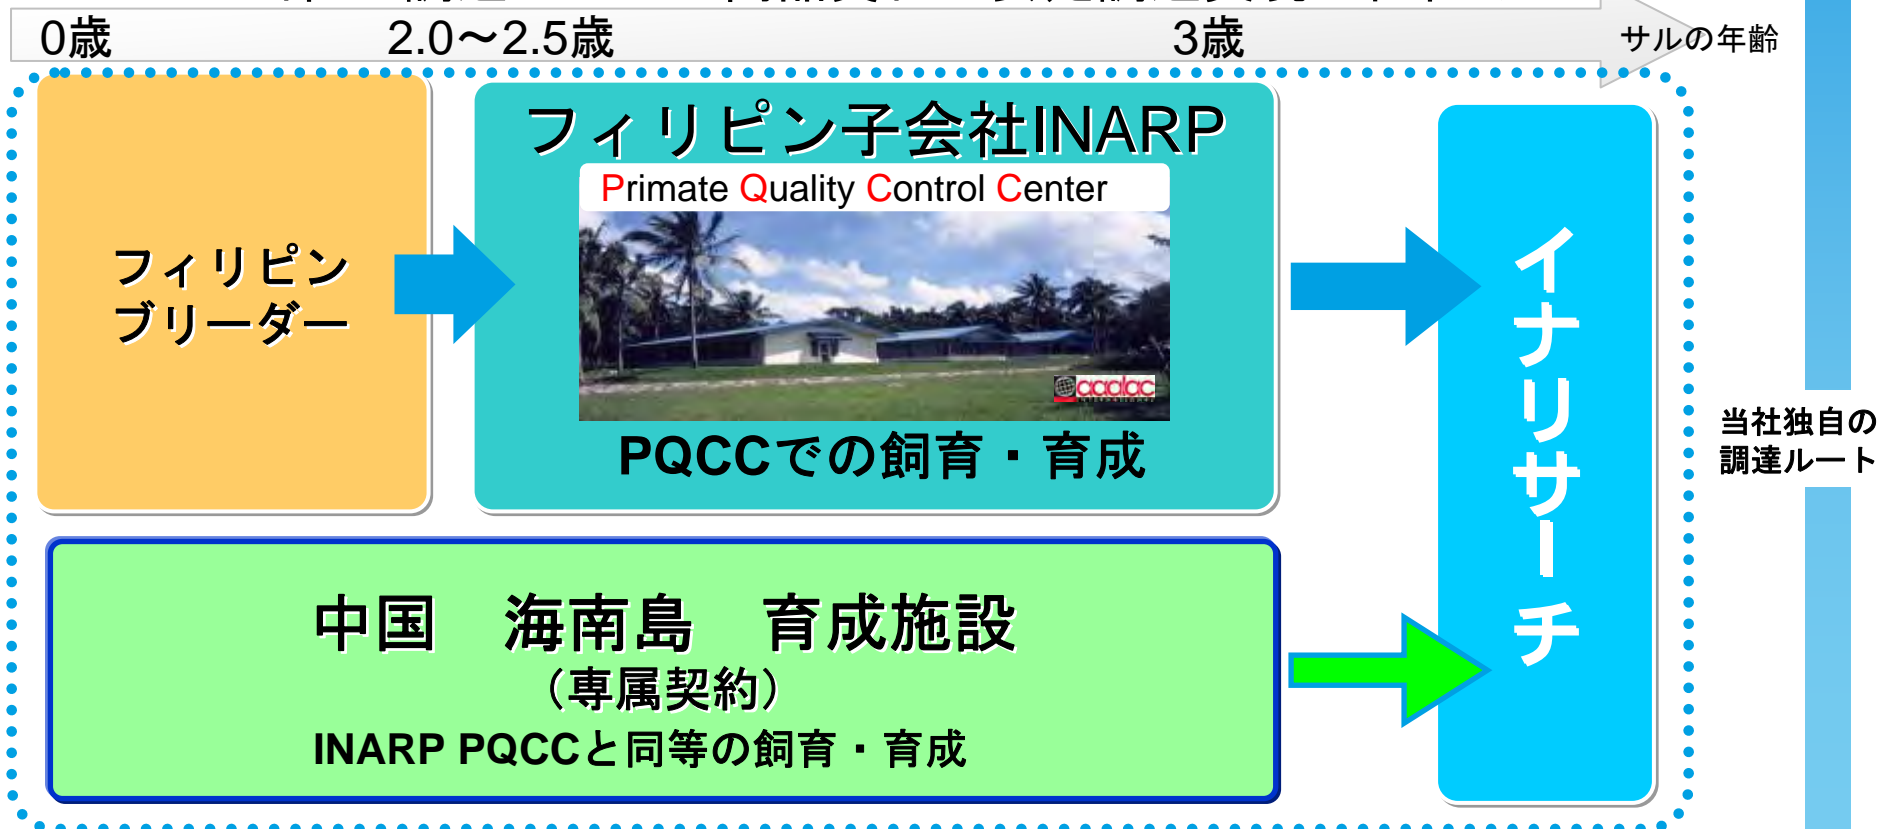 0歳
2.0～2.5歳
3歳
サルの年齢
フィリピン
ブリーダー
フィリピン子会社INARP
Primate Quality Control Center
aaalac
INTERNATIONAL
PQCCでの飼育・育成
イナリサーチ
当社独自の
調達ルート
中国　海南島　育成施設
（専属契約）
INARP PQCCと同等の飼育・育成